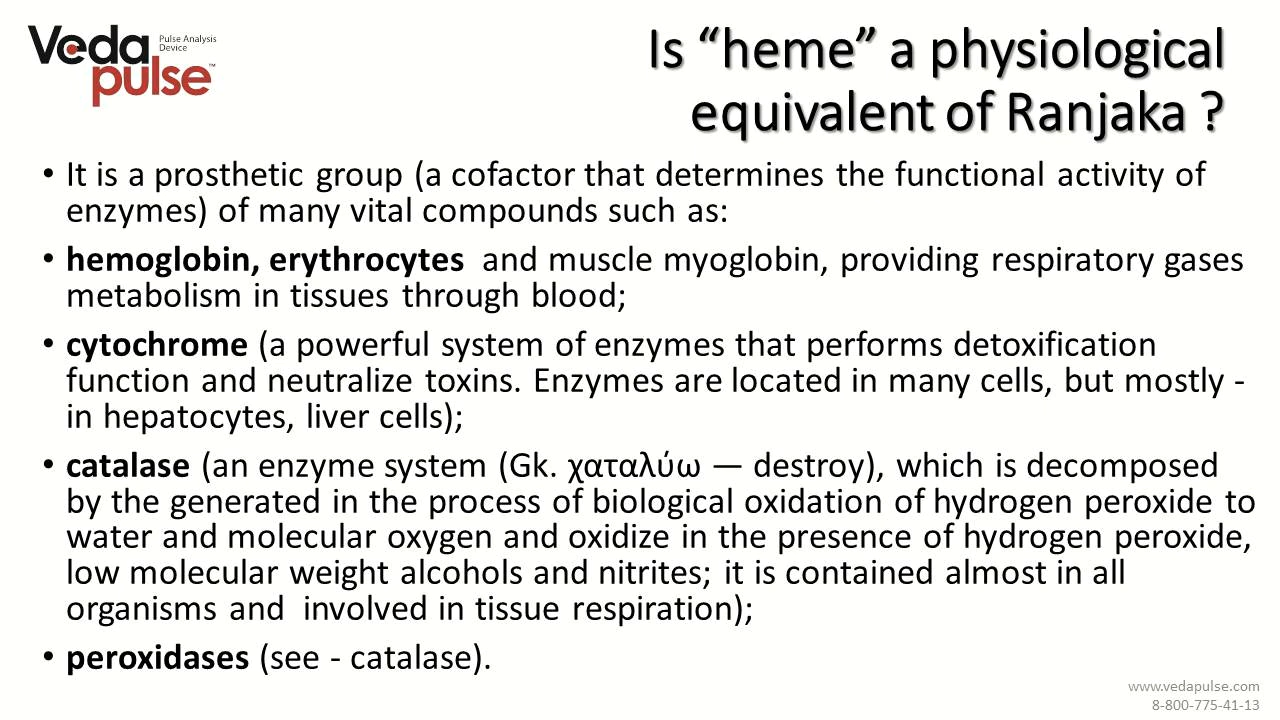 Veda
pulse™
Pulse Analysis
Device
Is “heme” a physiological
equivalent of Ranjaka ?
• It is a prosthetic group (a cofactor that determines the functional activity of
enzymes) of many vital compounds such as:
• hemoglobin, erythrocytes and muscle myoglobin, providing respiratory gases
metabolism in tissues through blood;
• cytochrome (a powerful system of enzymes that performs detoxification
function and neutralize toxins. Enzymes are located in many cells, but mostly -
in hepatocytes, liver cells);
• catalase (an enzyme system (Gk. χαταλύω — destroy), which is decomposed
by the generated in the process of biological oxidation of hydrogen peroxide to
water and molecular oxygen and oxidize in the presence of hydrogen peroxide,
low molecular weight alcohols and nitrites; it is contained almost in all
organisms and involved in tissue respiration);
• peroxidases (see - catalase).
www.vedapulse.com
8-800-775-41-13